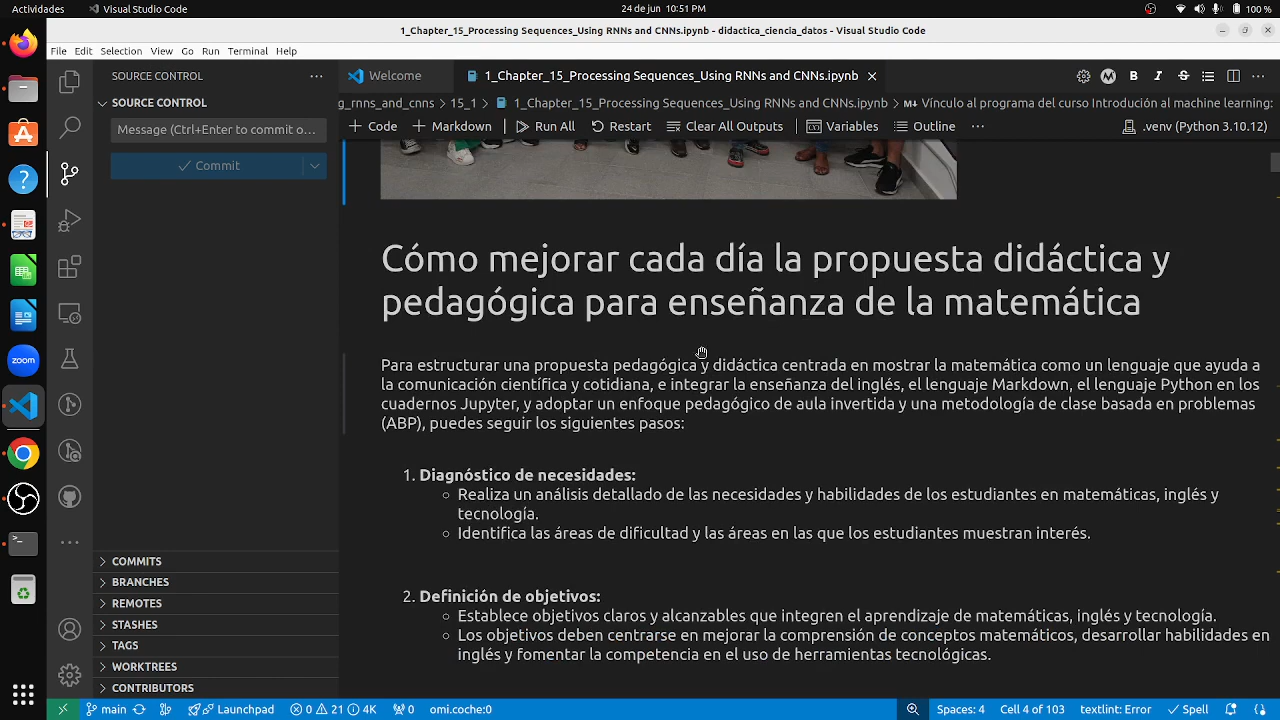 Actividades
Visual Studio Code
24 de jun 10:51 PM
100 %
1_Chapter_15_Processing Sequences_Using RNNs and CNNs.ipynb - didactica_ciencia_datos - Visual Studio Code
File Edit Selection View Go Run Terminal Help
SOURCE CONTROL
Welcome
1_Chapter_15_Processing Sequences_Using RNNs and CNNs.ipynb
SOURCE CONTROL
g_rnns_and_cnns > 15_1 > 1_Chapter_15_Processing Sequences_Using RNNs and CNNs.ipynb > Vínculo al programa del curso Introdución al machine learning:
Message (Ctrl+Enter to commit o...
+ Code + Markdown Run All Restart Clear All Outputs Variables Outline ... .venv (Python 3.10.12)
Commit
Cómo mejorar cada día la propuesta didáctica y
pedagógica para enseñanza de la matemática
Para estructurar una propuesta pedagógica y didáctica centrada en mostrar la matemática como un lenguaje que ayuda a
la comunicación científica y cotidiana, e integrar la enseñanza del inglés, el lenguaje Markdown, el lenguaje Python en los
cuadernos Jupyter, y adoptar un enfoque pedagógico de aula invertida y una metodología de clase basada en problemas
(ABP), puedes seguir los siguientes pasos:
1. Diagnóstico de necesidades:
Realiza un análisis detallado de las necesidades y habilidades de los estudiantes en matemáticas, inglés y
tecnología.
Identifica las áreas de dificultad y las áreas en las que los estudiantes muestran interés.
2. Definición de objetivos:
Establece objetivos claros y alcanzables que integren el aprendizaje de matemáticas, inglés y tecnología.
Los objetivos deben centrarse en mejorar la comprensión de conceptos matemáticos, desarrollar habilidades en
inglés y fomentar la competencia en el uso de herramientas tecnológicas.
COMMITS
BRANCHES
REMOTES
STASHES
TAGS
WORKTREES
CONTRIBUTORS
zoom
main Launchpad 0 21 4K 0 omi.coche:0 Spaces: 4 Cell 4 of 103 textlint: Error Spell